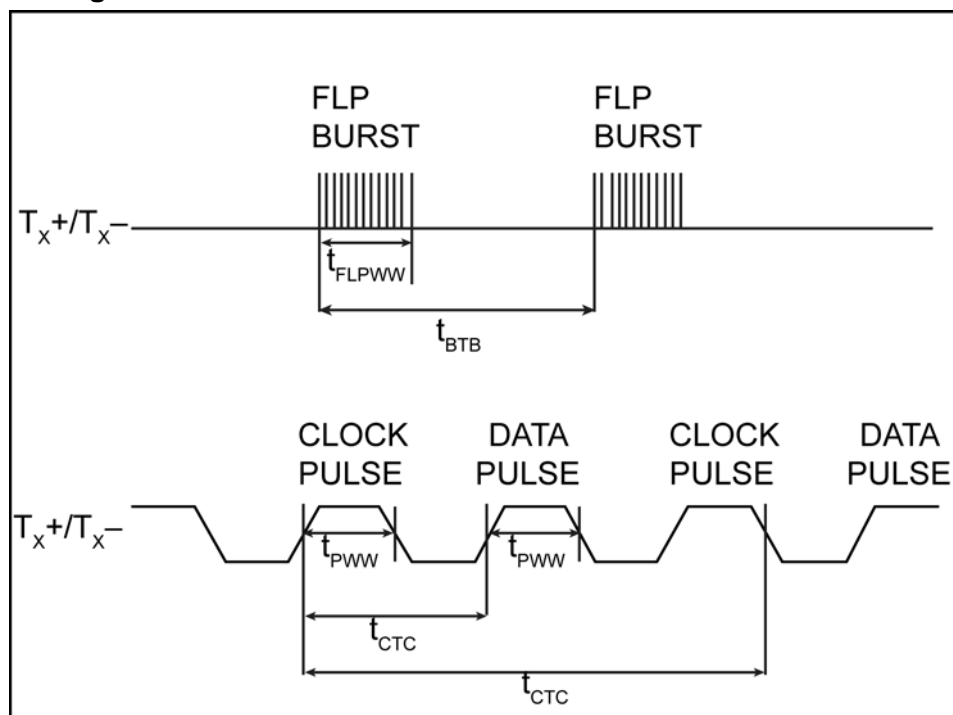 FLP
BURST
FLP
BURST
TX+/TX–
tFLPWW
tBTB
CLOCK
PULSE
DATA
PULSE
CLOCK
PULSE
DATA
PULSE
TX+/TX–
tPWW
tPWW
tCTC
tCTC